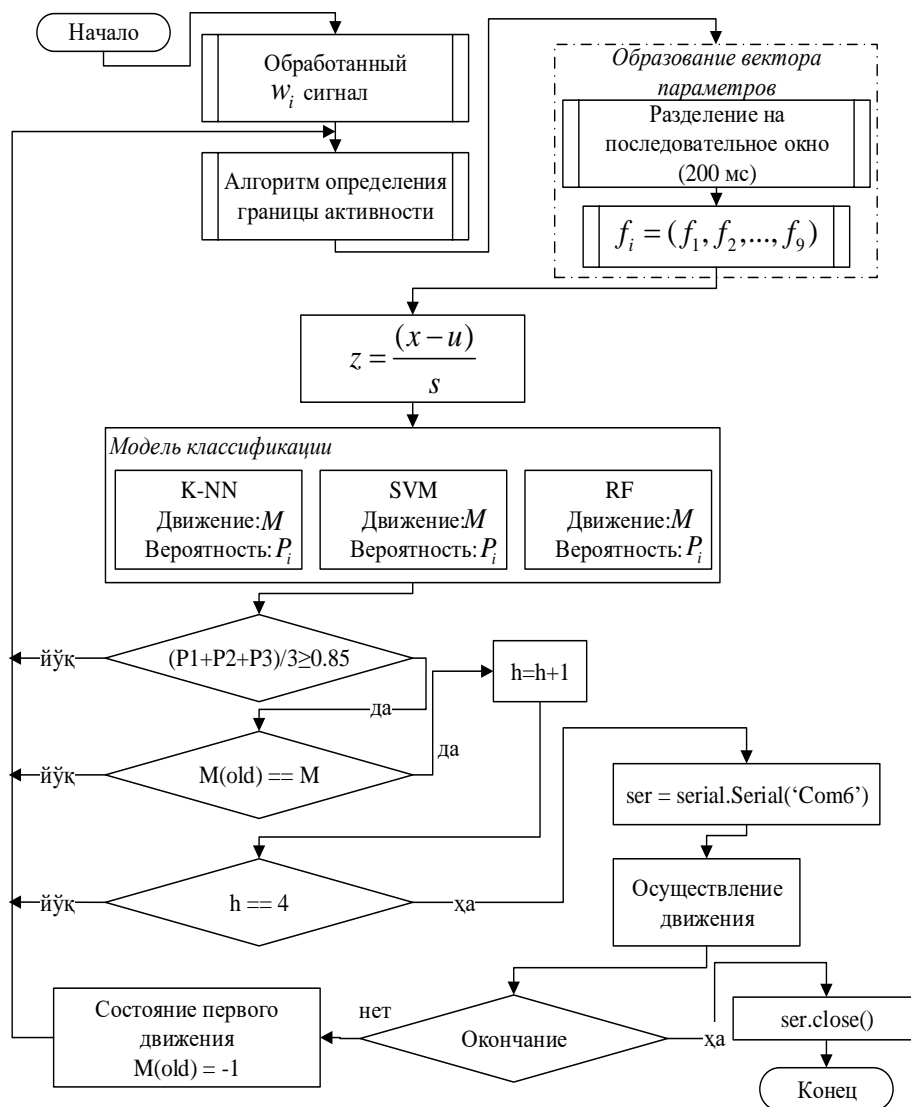 Начало
Обработанный
w_i сигнал
Алгоритм определения
границы активности
Образование вектора
параметров
Разделение на
последовательное окно
(200 мс)
f_i = (f_1, f_2, ..., f_9)
z = (x − u) / s
Модель классификации
K-NN
Движение: M
Вероятность: P_i
SVM
Движение: M
Вероятность: P_i
RF
Движение: M
Вероятность: P_i
(P1+P2+P3)/3≥0.85
йўқ
да
h=h+1
M(old) == M
йўқ
да
ser = serial.Serial(‘Com6’)
h == 4
йўқ
ҳа
Осуществление
движения
Окончание
нет
ҳа
Состояние первого
движения
M(old) = -1
ser.close()
Конец